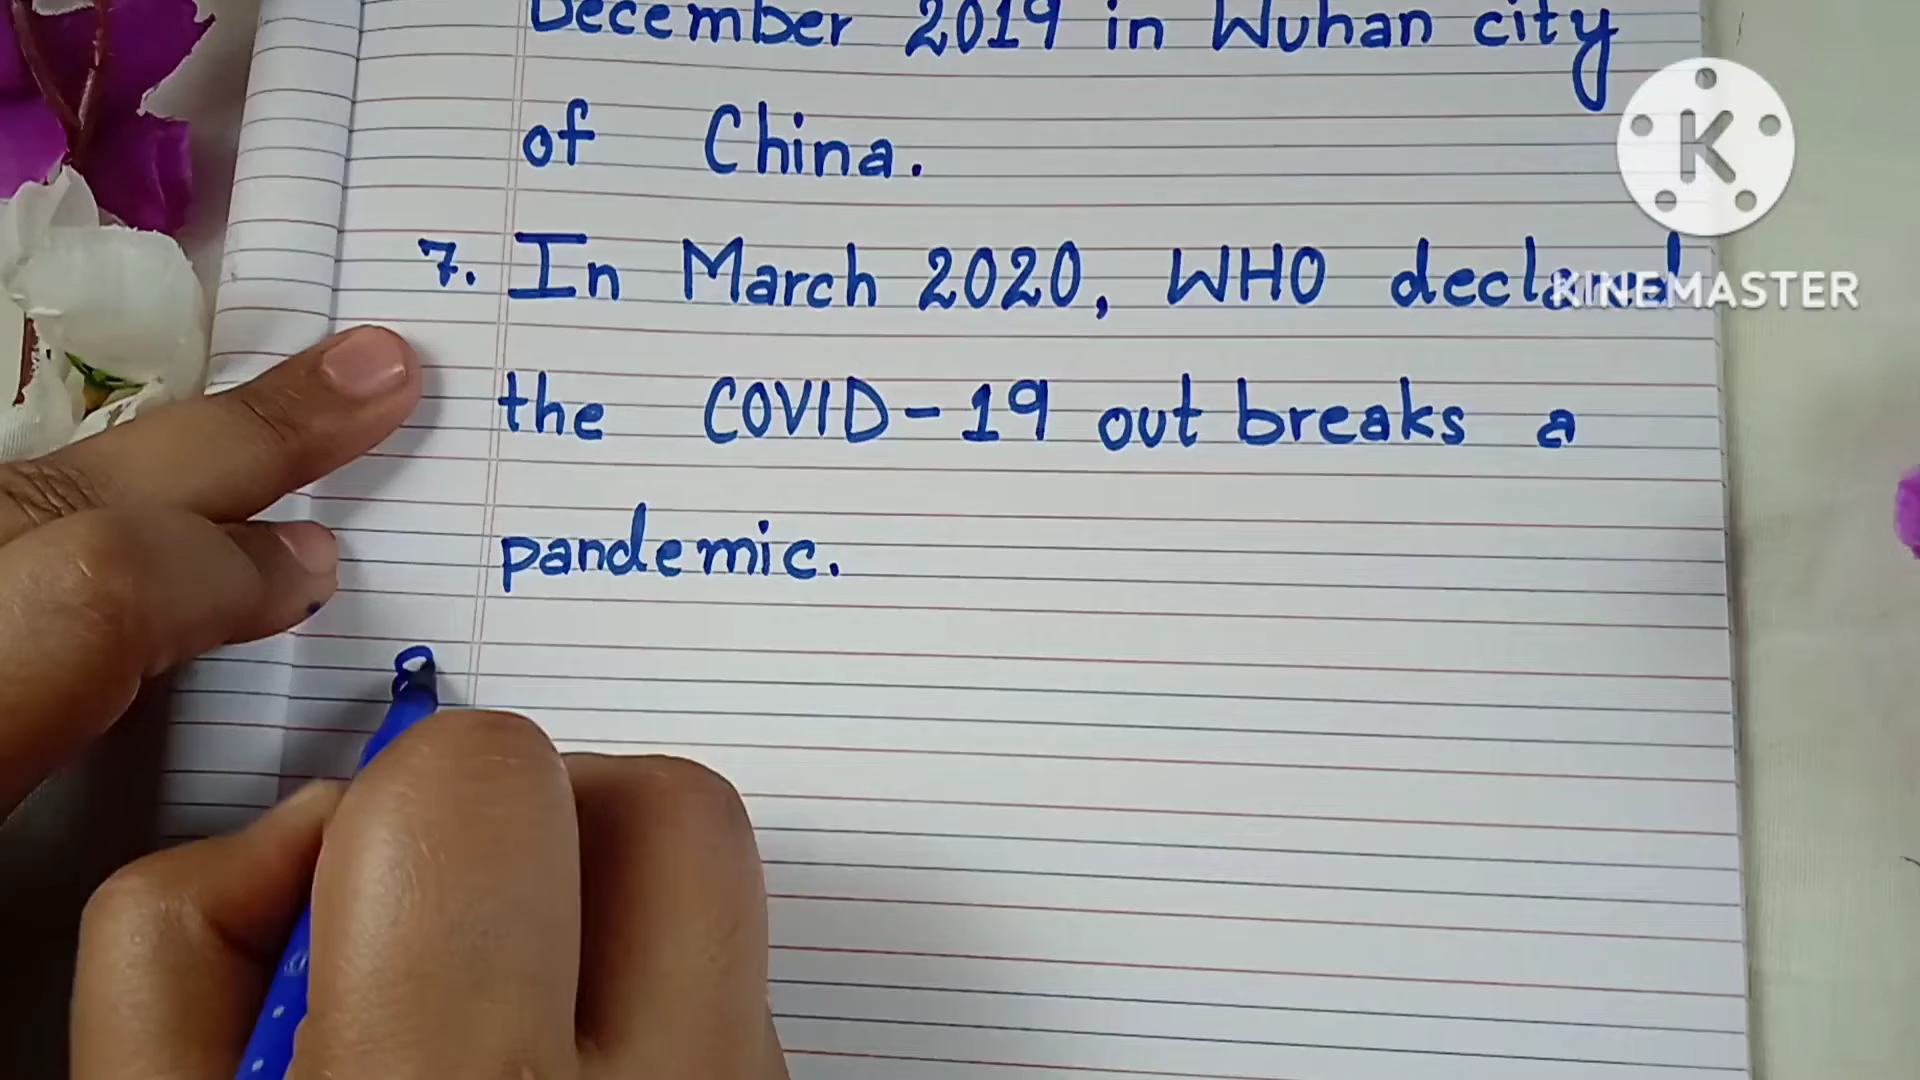 December 2019 in Wuhan city
of China.
7. In March 2020, WHO declared
KINEMASTER
the COVID-19 out breaks a
pandemic.
8